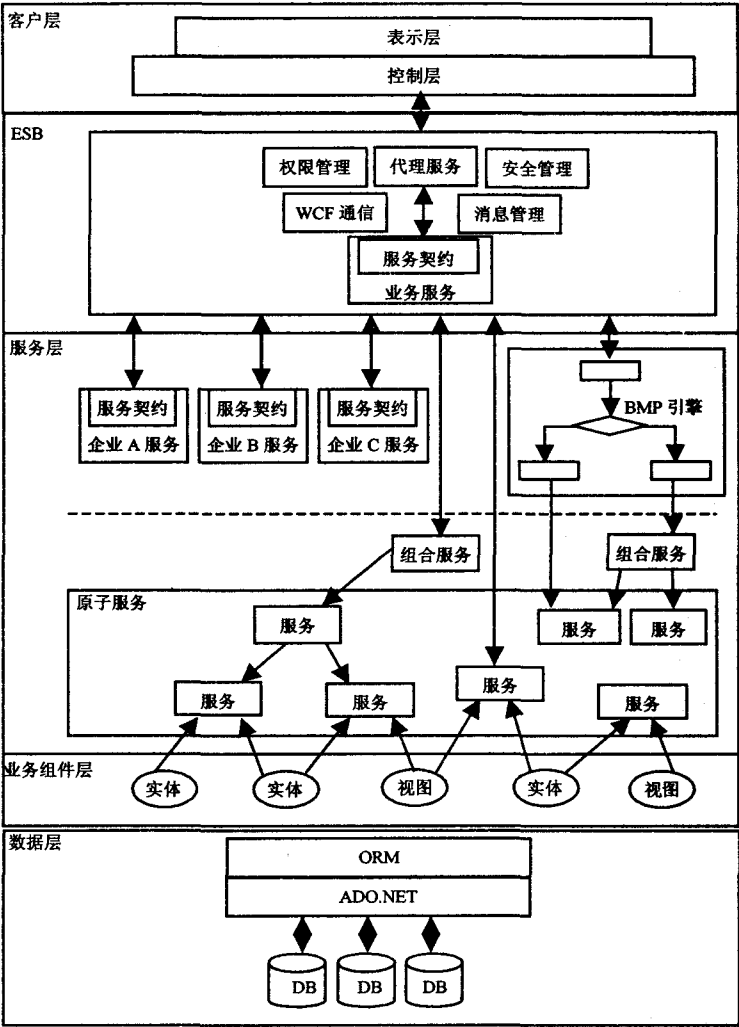 客户层
表示层
控制层
ESB
权限管理
代理服务
安全管理
WCF 通信
消息管理
服务契约
业务服务
服务层
服务契约
企业 A 服务
服务契约
企业 B 服务
服务契约
企业 C 服务
BMP 引擎
组合服务
组合服务
原子服务
服务
服务
服务
服务
服务
服务
服务
业务组件层
实体
实体
视图
实体
视图
数据层
ORM
ADO.NET
DB
DB
DB